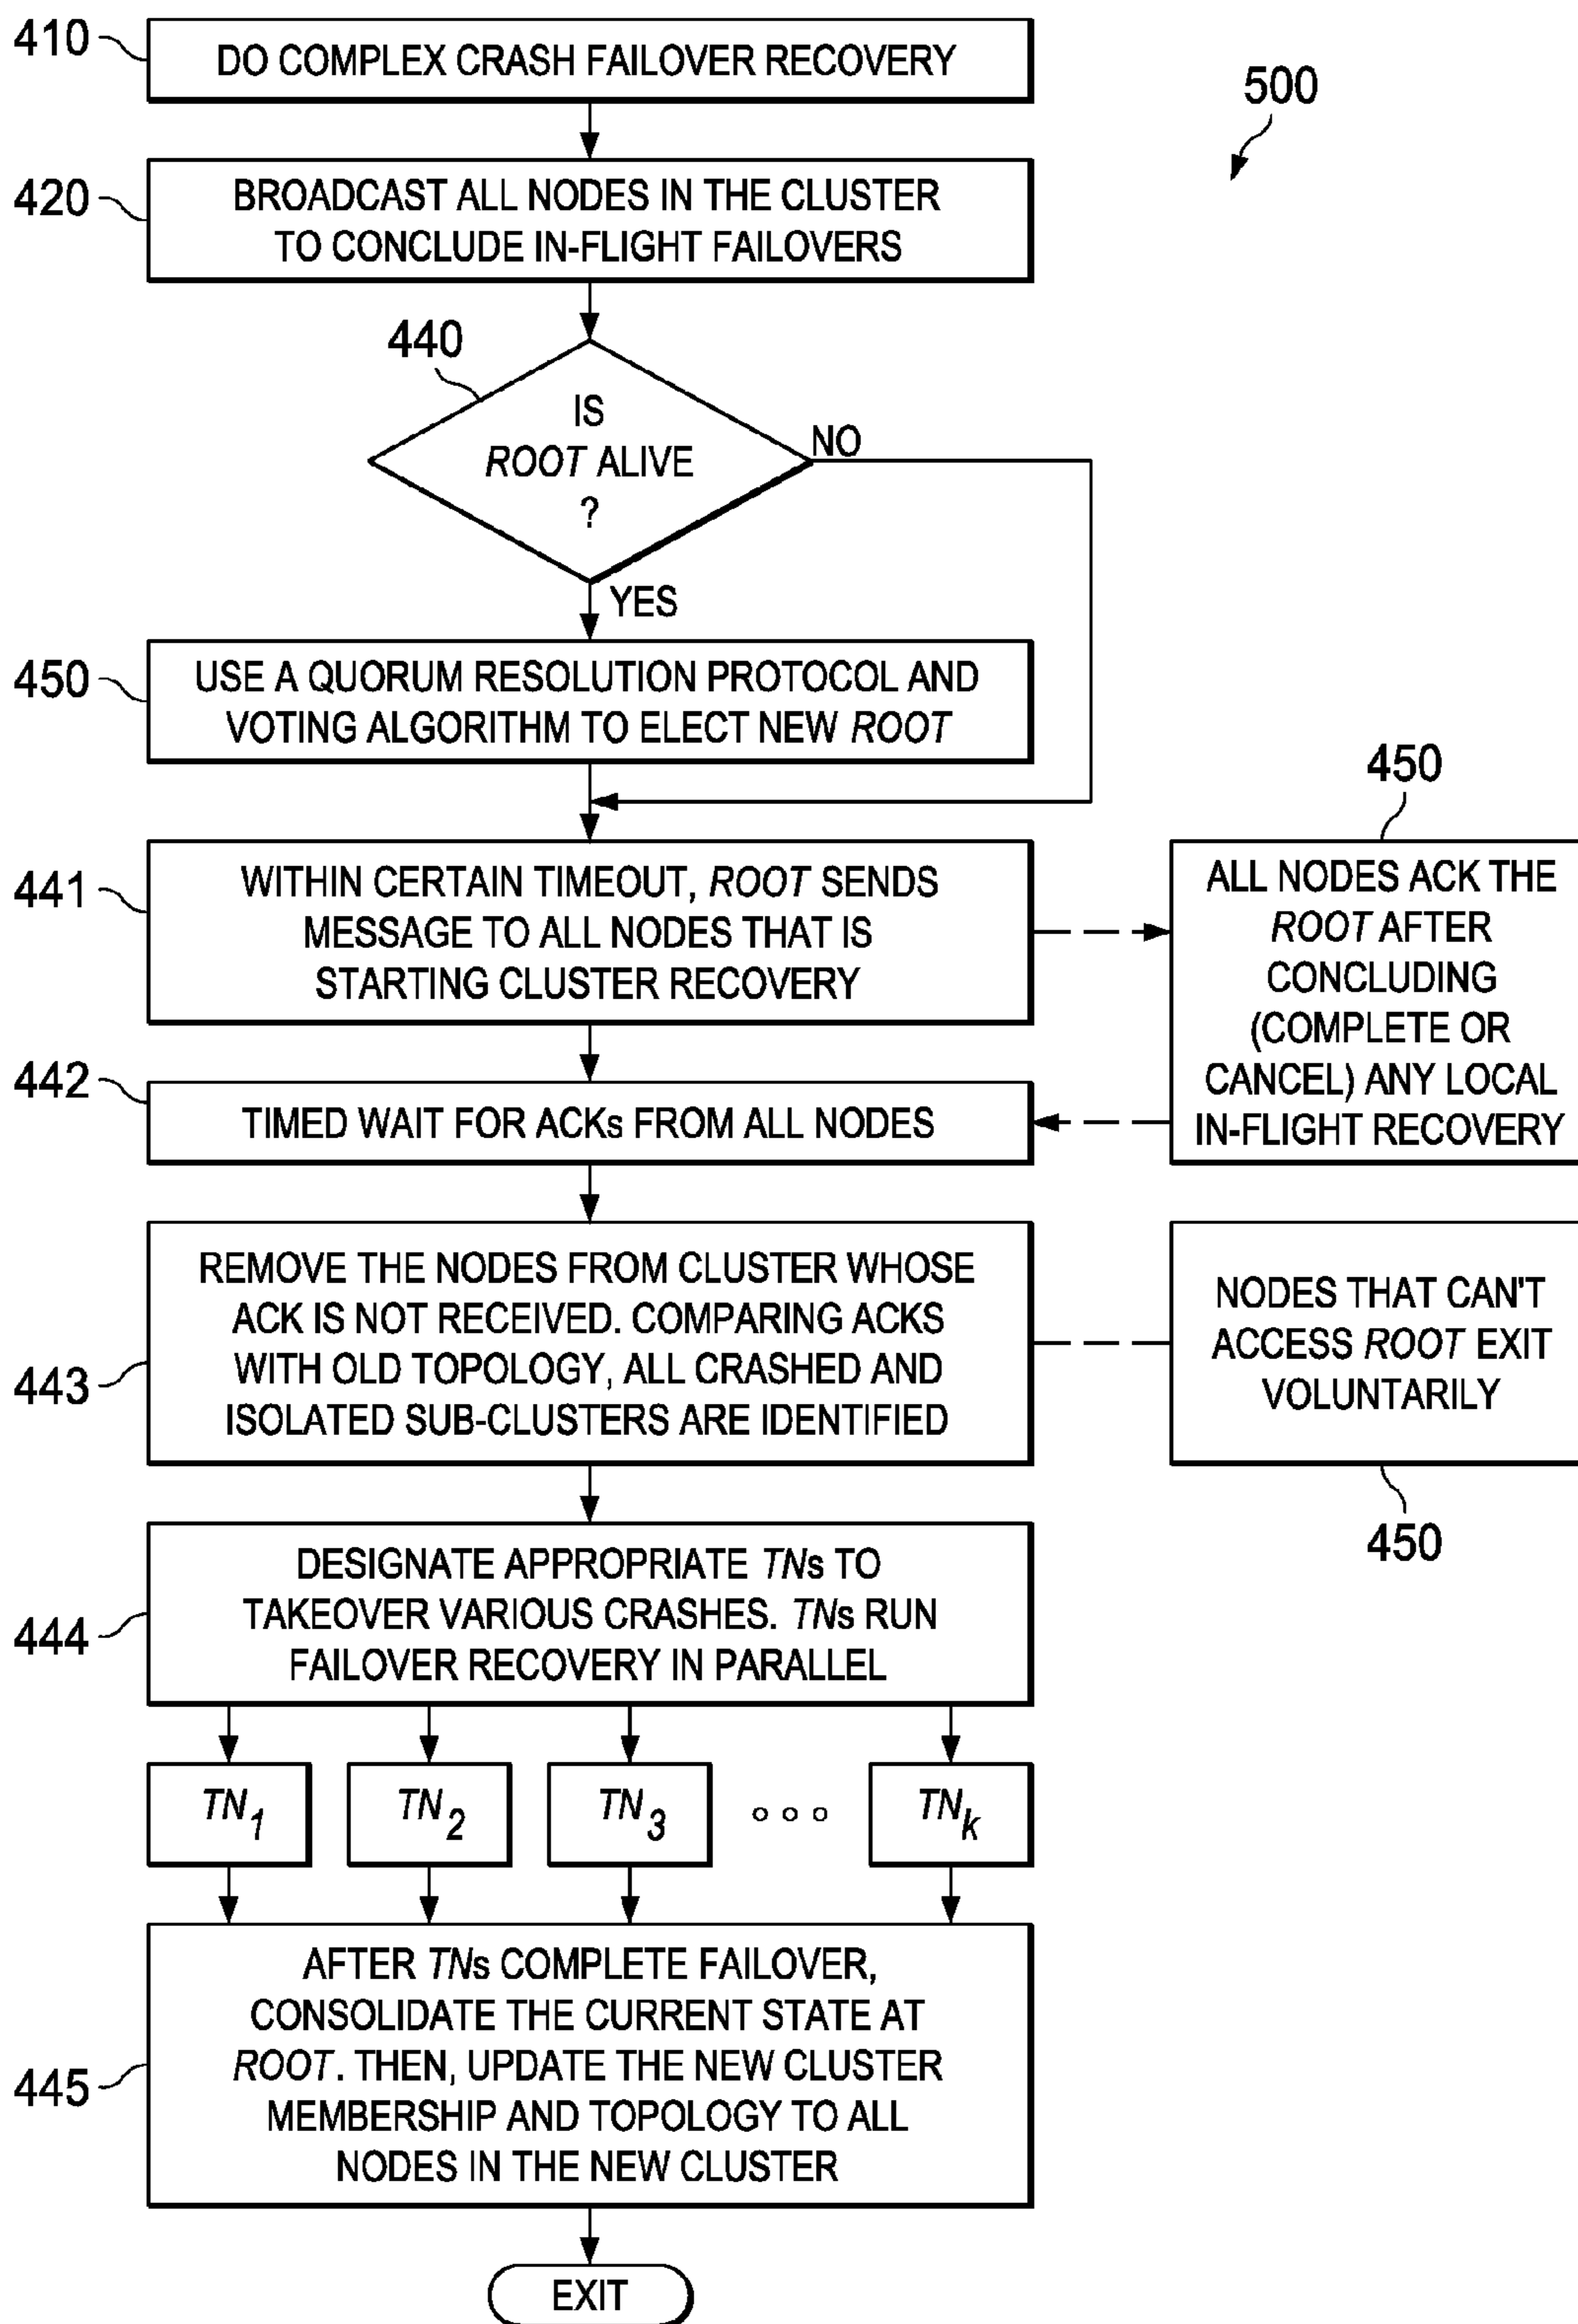 410
DO COMPLEX CRASH FAILOVER RECOVERY
500
420
BROADCAST ALL NODES IN THE CLUSTER
TO CONCLUDE IN-FLIGHT FAILOVERS
440
IS
ROOT ALIVE
?
NO
YES
450
USE A QUORUM RESOLUTION PROTOCOL AND
VOTING ALGORITHM TO ELECT NEW ROOT
441
WITHIN CERTAIN TIMEOUT, ROOT SENDS
MESSAGE TO ALL NODES THAT IS
STARTING CLUSTER RECOVERY
450
ALL NODES ACK THE
ROOT AFTER
CONCLUDING
(COMPLETE OR
CANCEL) ANY LOCAL
IN-FLIGHT RECOVERY
442
TIMED WAIT FOR ACKs FROM ALL NODES
443
REMOVE THE NODES FROM CLUSTER WHOSE
ACK IS NOT RECEIVED. COMPARING ACKS
WITH OLD TOPOLOGY, ALL CRASHED AND
ISOLATED SUB-CLUSTERS ARE IDENTIFIED
NODES THAT CAN'T
ACCESS ROOT EXIT
VOLUNTARILY
450
444
DESIGNATE APPROPRIATE TNs TO
TAKEOVER VARIOUS CRASHES. TNs RUN
FAILOVER RECOVERY IN PARALLEL
TN1
TN2
TN3
○ ○ ○
TNk
445
AFTER TNs COMPLETE FAILOVER,
CONSOLIDATE THE CURRENT STATE AT
ROOT. THEN, UPDATE THE NEW CLUSTER
MEMBERSHIP AND TOPOLOGY TO ALL
NODES IN THE NEW CLUSTER
EXIT